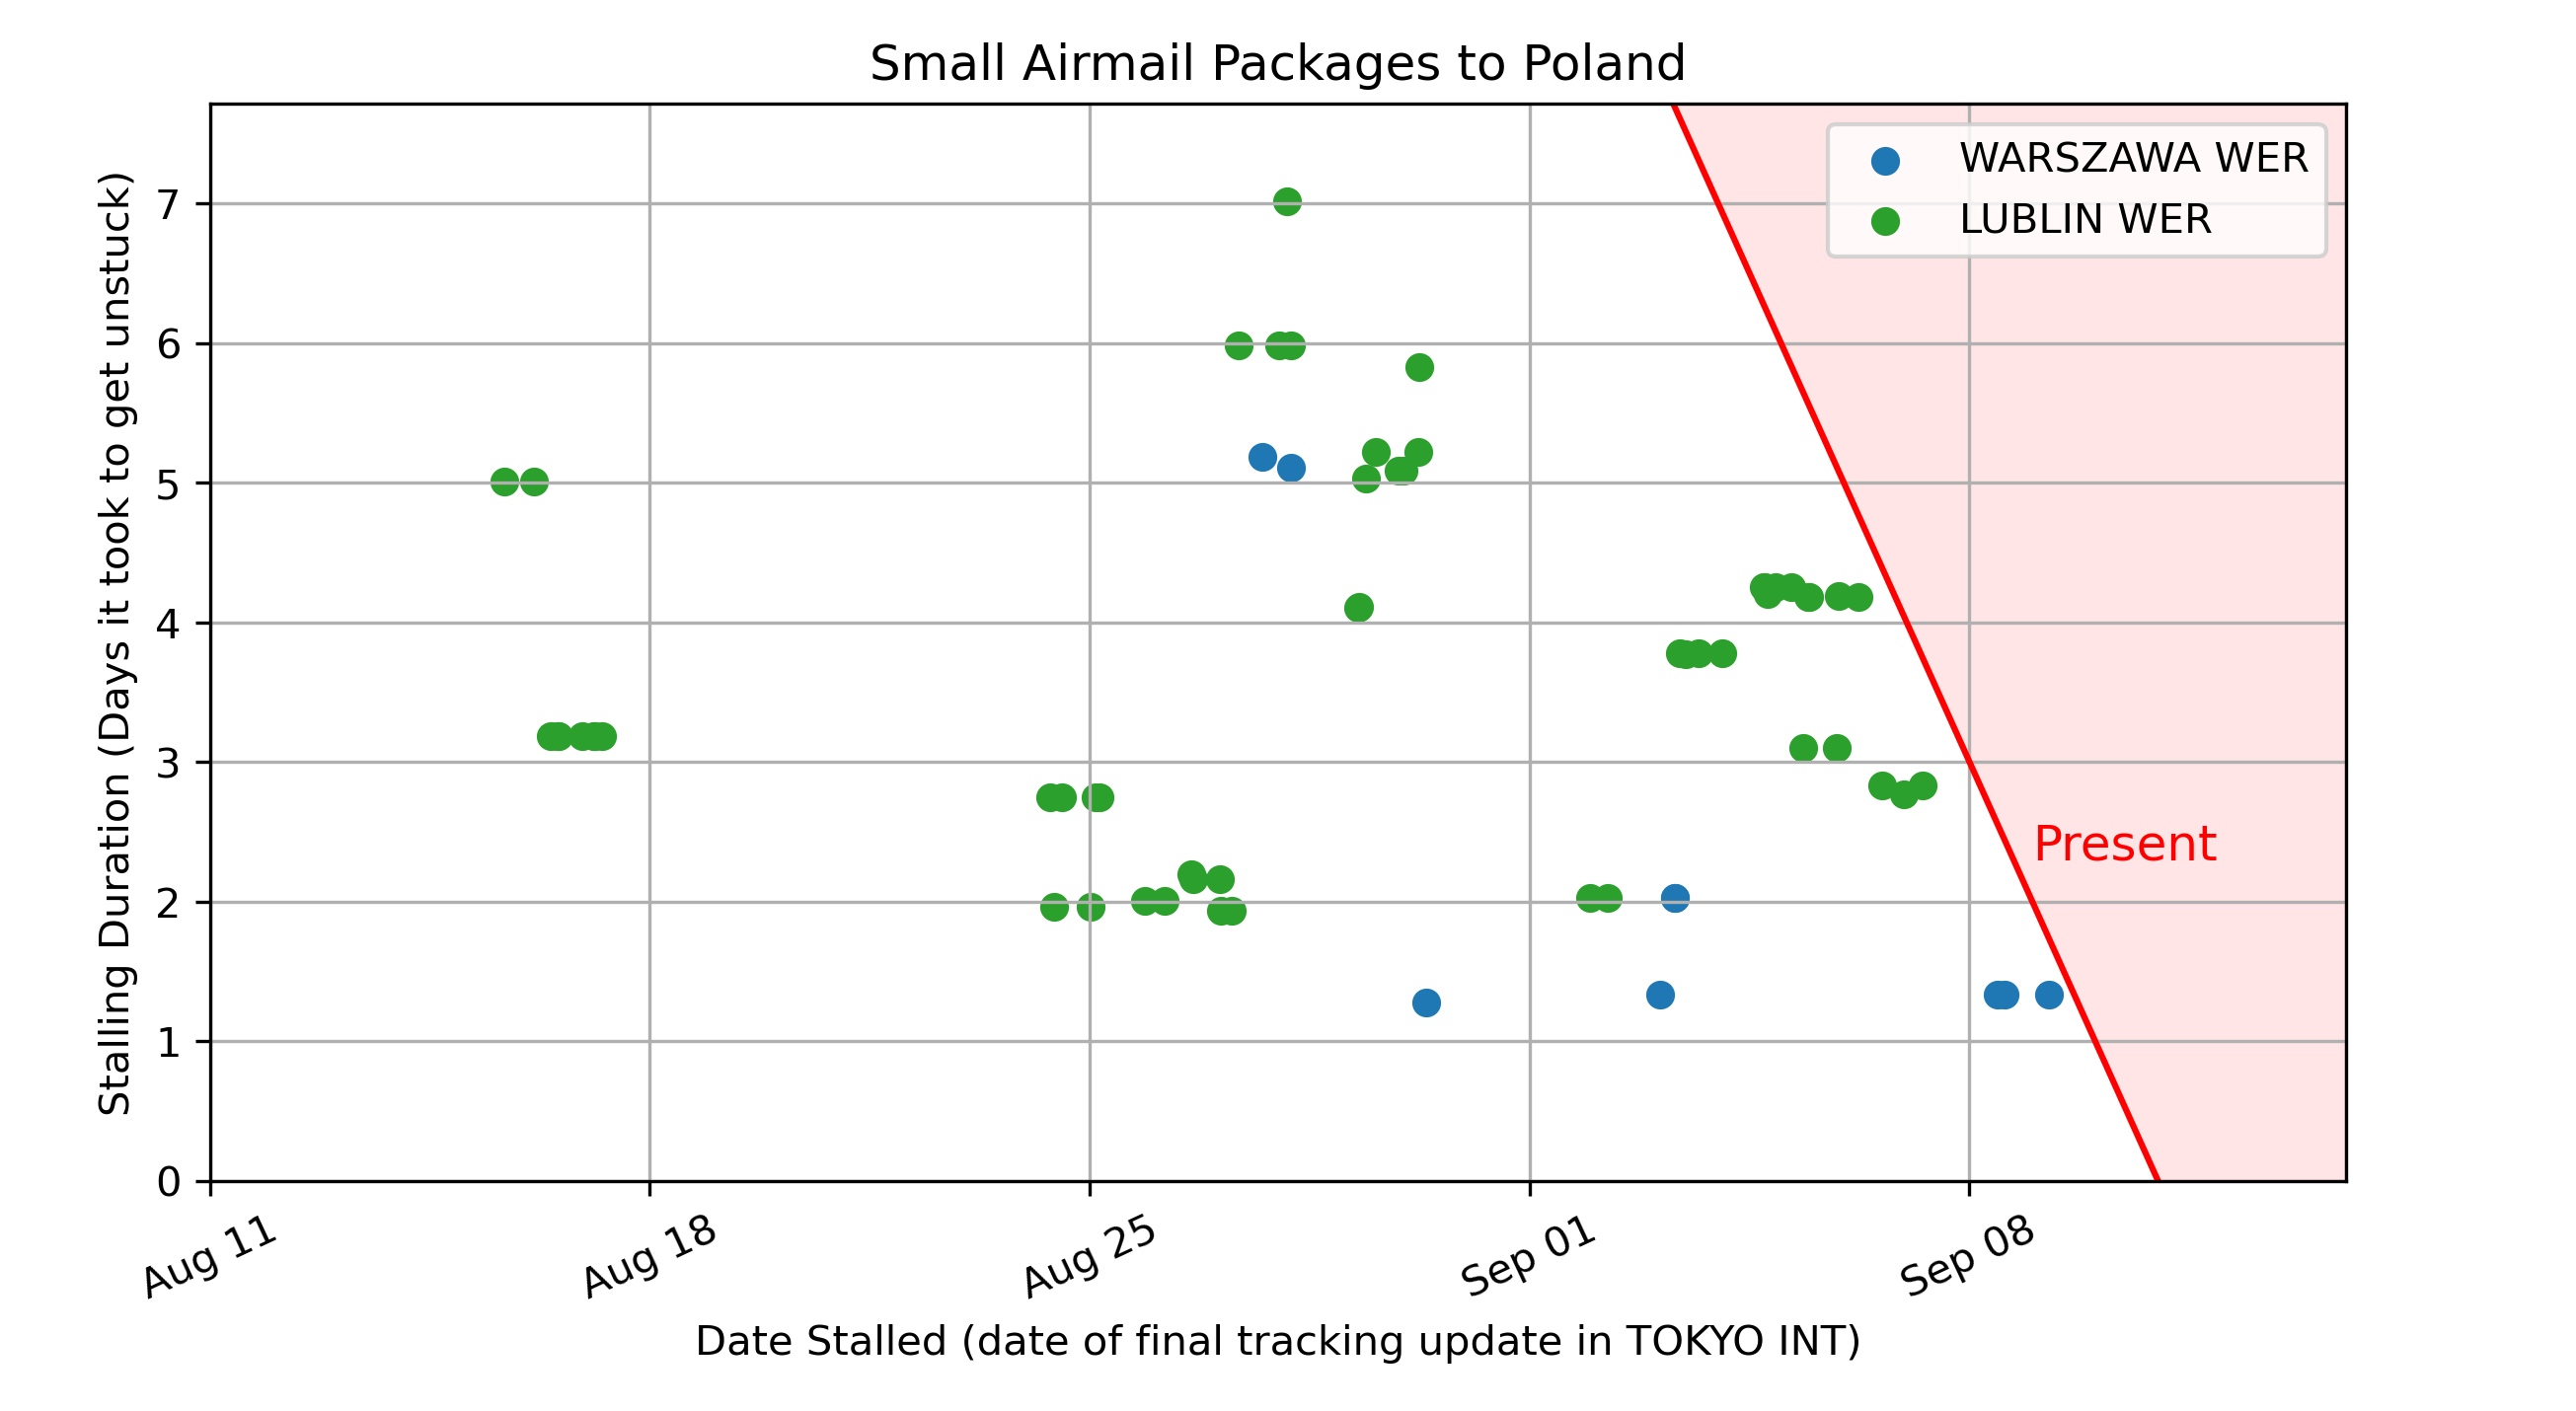 Small Airmail Packages to Poland
Stalling Duration (Days it took to get unstuck)
7
6
5
4
3
2
1
0
WARSZAWA WER
LUBLIN WER
Present
Aug 11
Aug 18
Aug 25
Sep 01
Sep 08
Date Stalled (date of final tracking update in TOKYO INT)